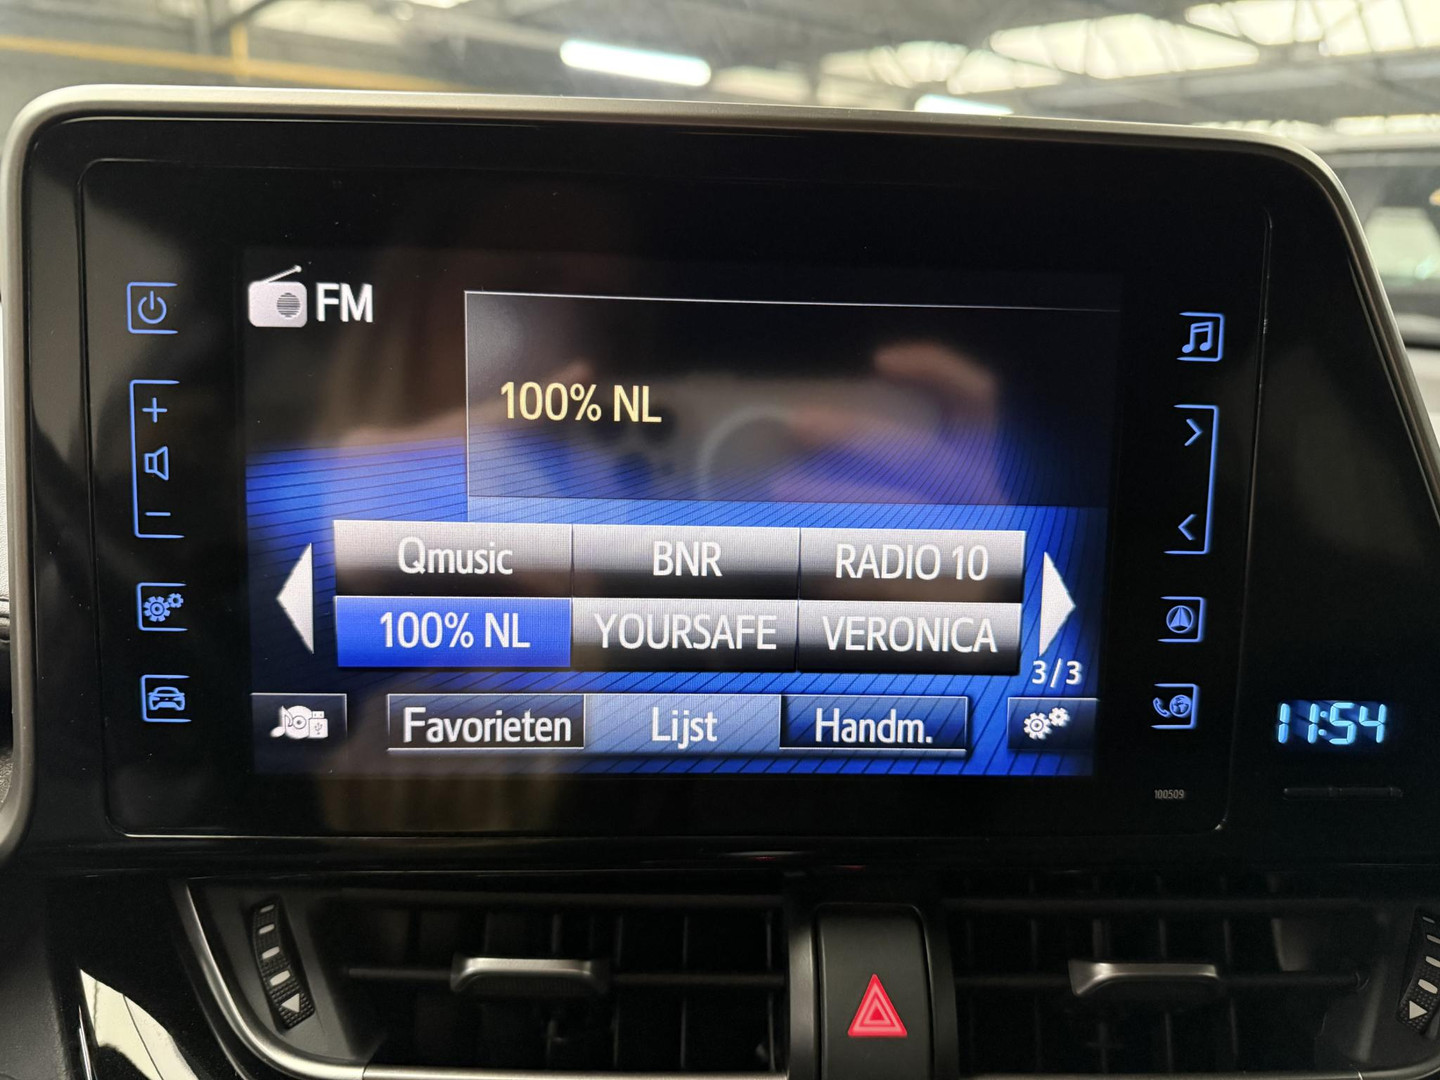 FM
100% NL
Qmusic BNR RADIO 10
100% NL YOURSAFE VERONICA
3/3
Favorieten Lijst Handm.
11:54
100509